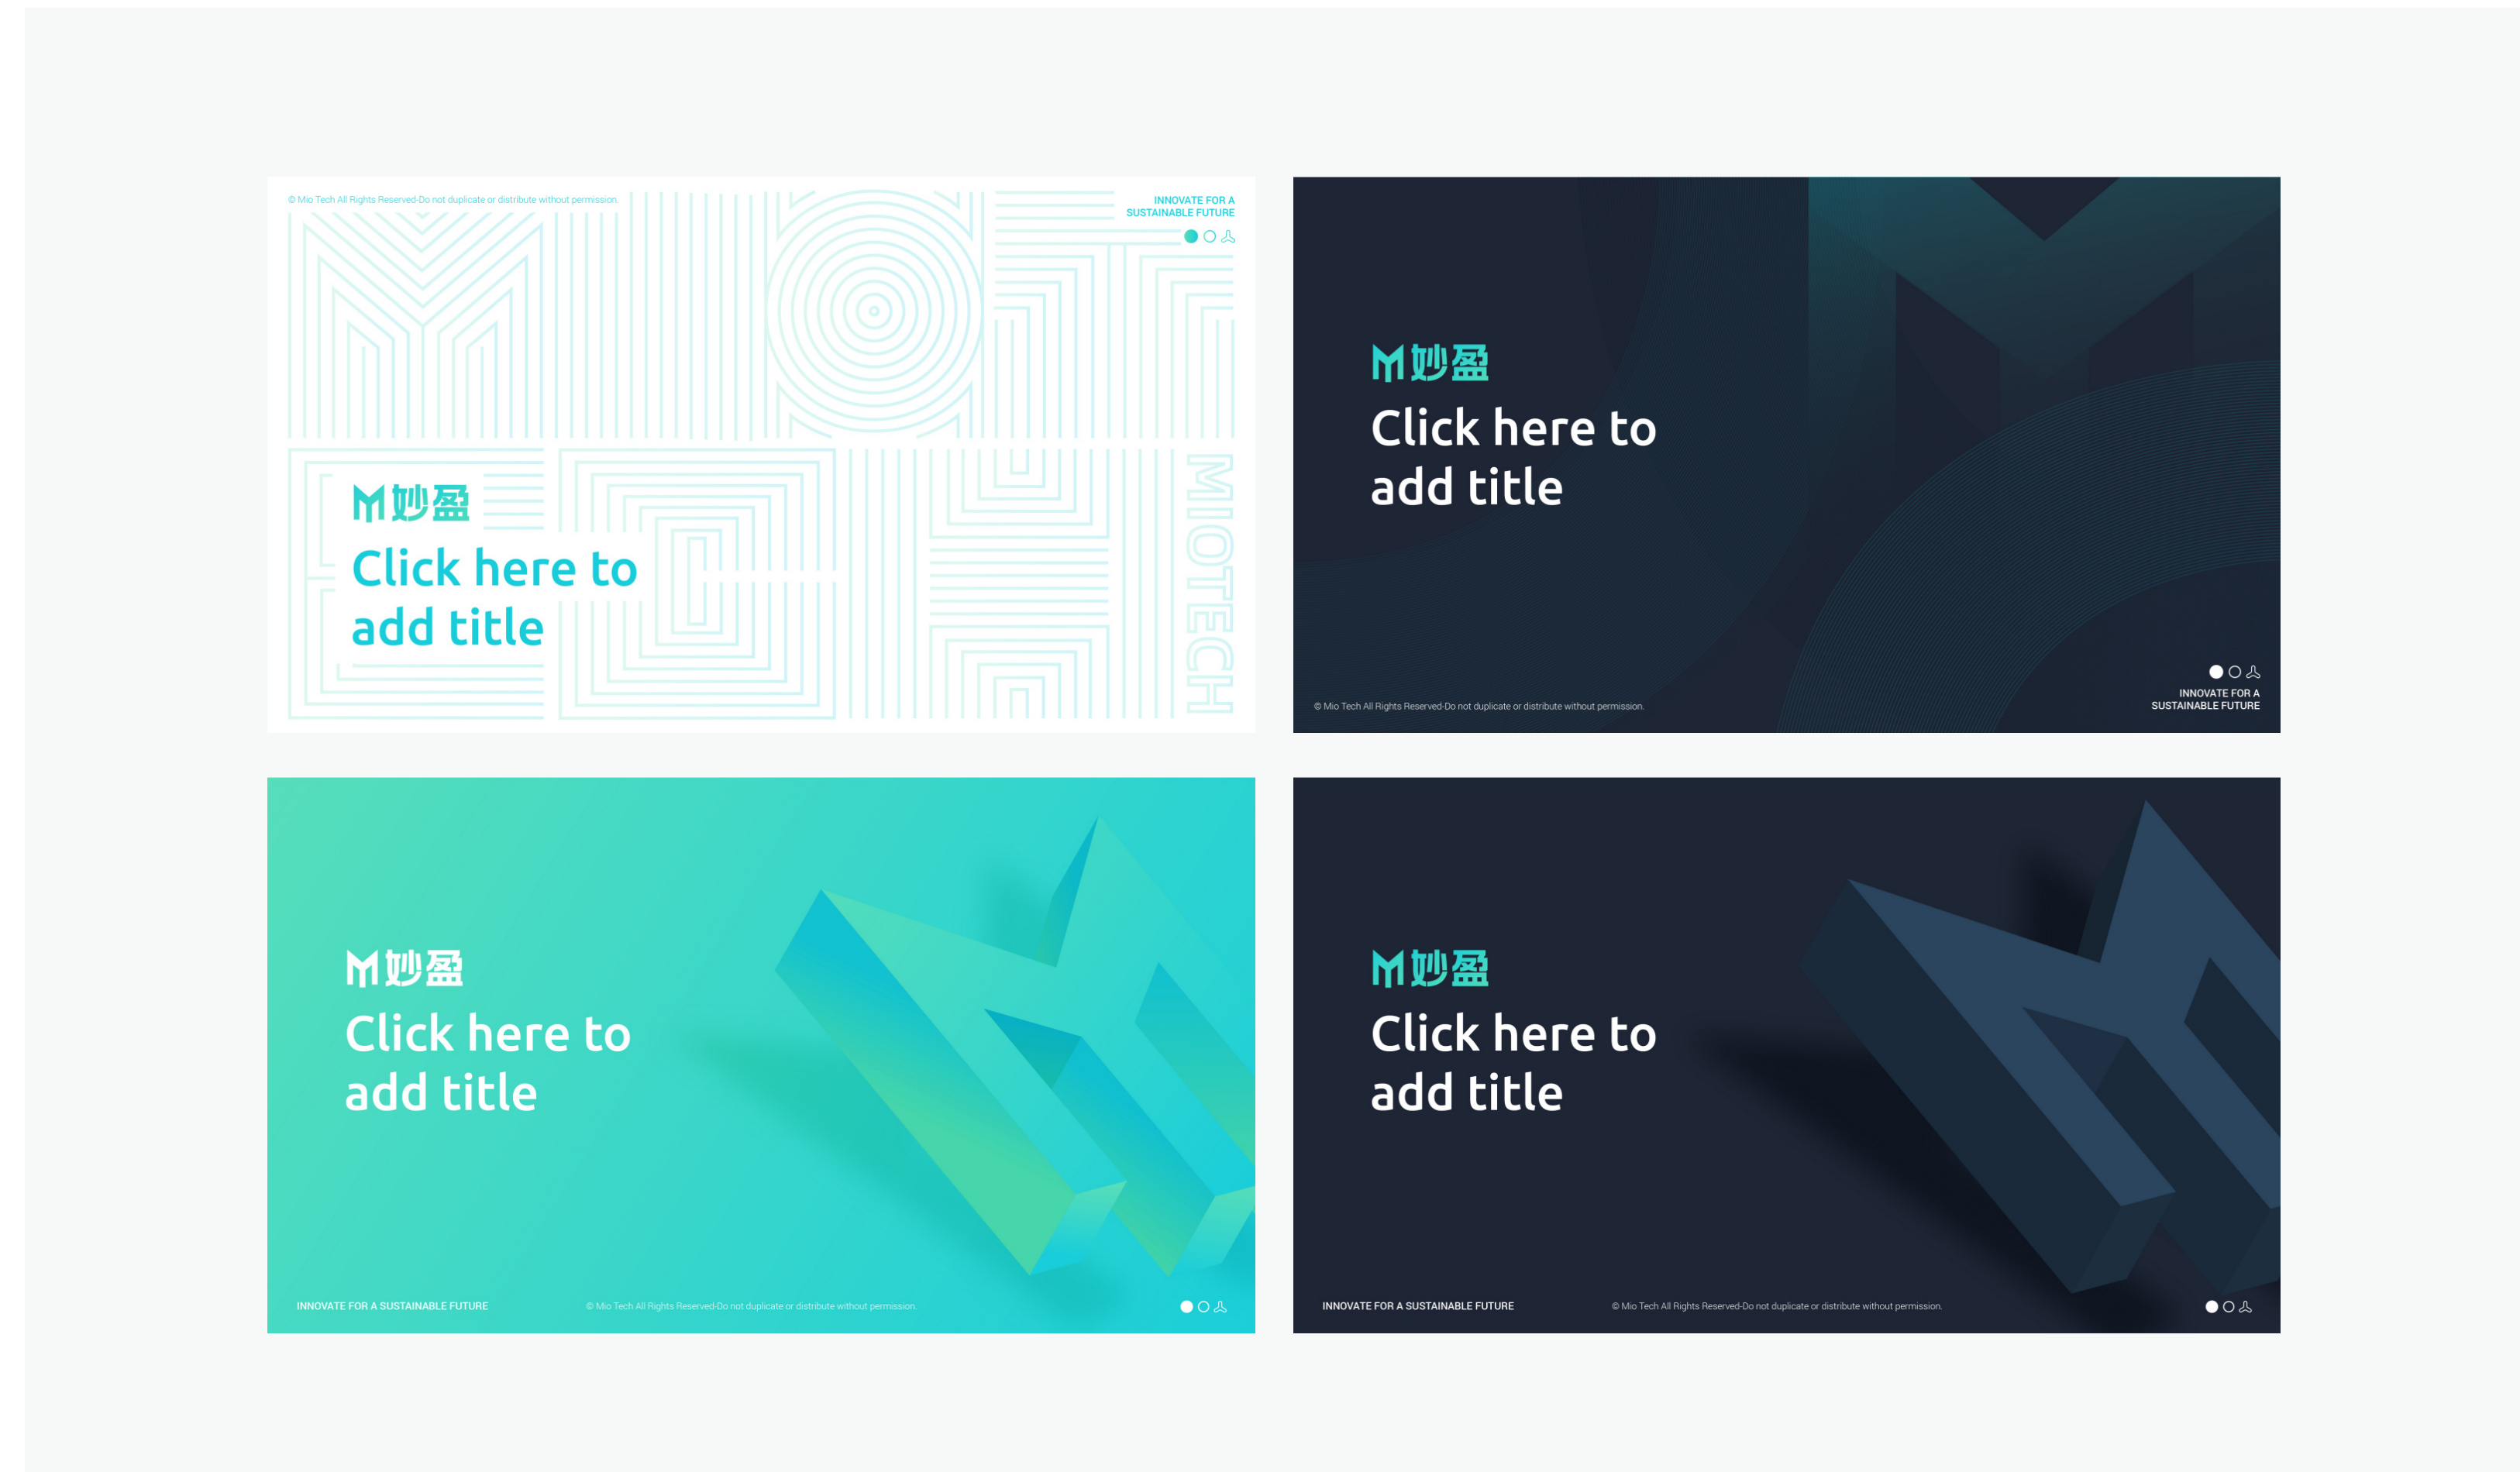 © Mio Tech All Rights Reserved-Do not duplicate or distribute without permission.
INNOVATE FOR A
SUSTAINABLE FUTURE
M妙盈
Click here to
add title
MIOTECH
M妙盈
Click here to
add title
© Mio Tech All Rights Reserved-Do not duplicate or distribute without permission.
INNOVATE FOR A
SUSTAINABLE FUTURE
M妙盈
Click here to
add title
INNOVATE FOR A SUSTAINABLE FUTURE
© Mio Tech All Rights Reserved-Do not duplicate or distribute without permission.
M妙盈
Click here to
add title
INNOVATE FOR A SUSTAINABLE FUTURE
© Mio Tech All Rights Reserved-Do not duplicate or distribute without permission.